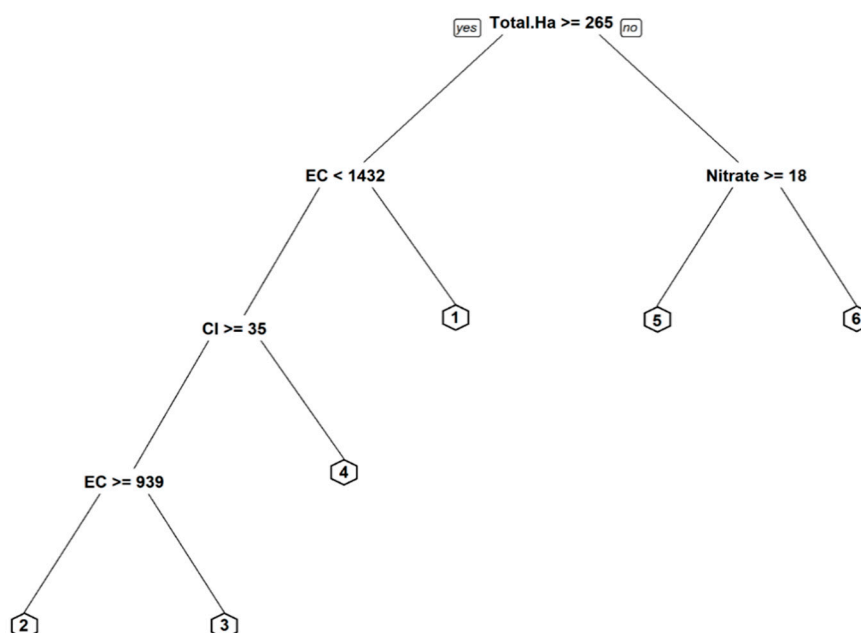 yes Total.Ha >= 265 no
EC < 1432 Nitrate >= 18
Cl >= 35 1 5 6
EC >= 939 4
2 3